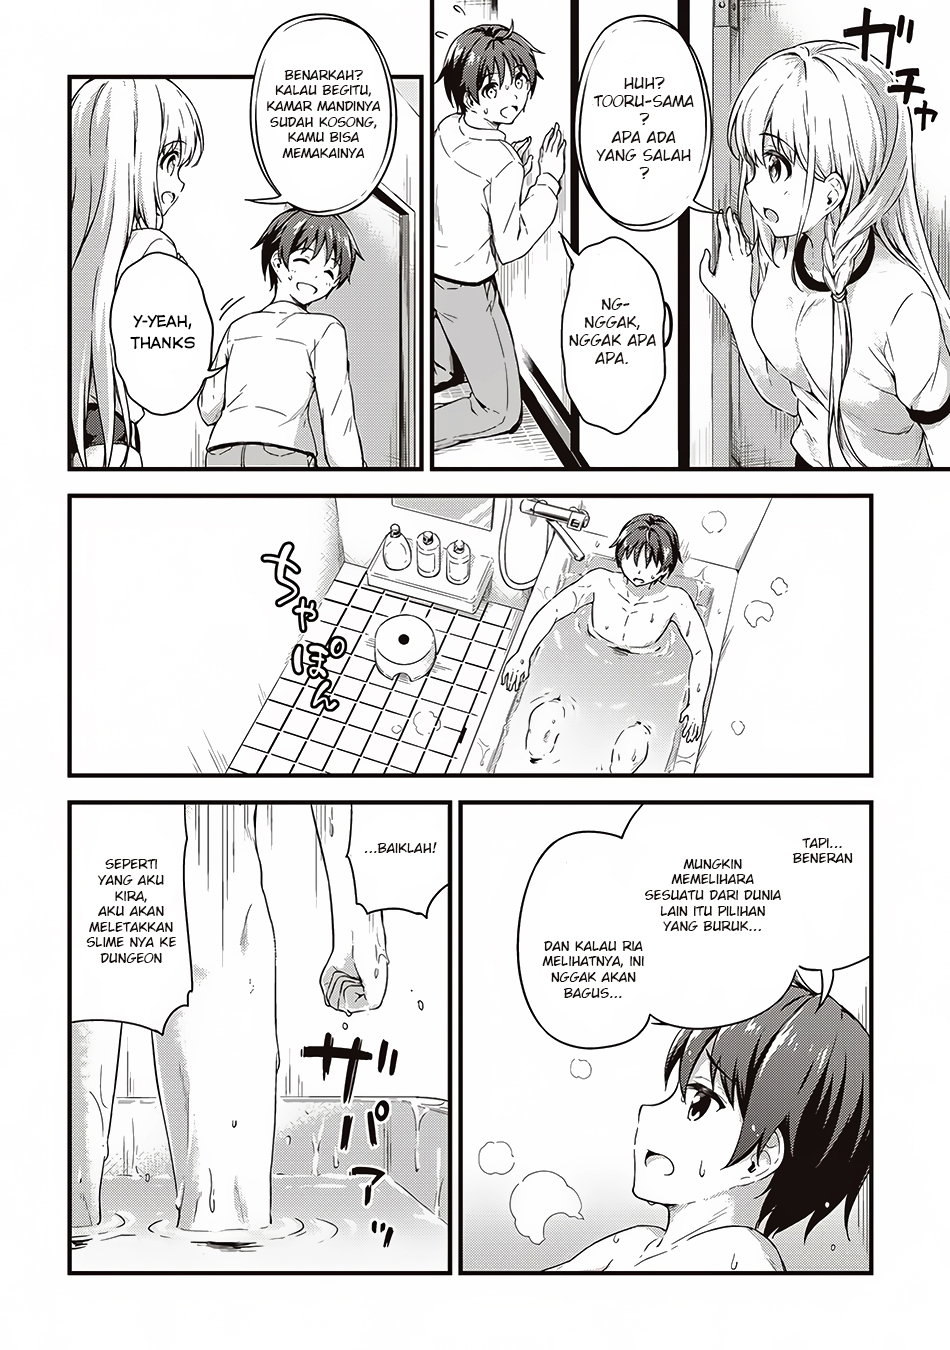 ガチャ
HUH?
TOORU-SAMA
?
APA ADA
YANG SALAH
?
NG-
NGGAK,
NGGAK APA
APA.
BENARKAH?
KALAU BEGITU,
KAMAR MANDINYA
SUDAH KOSONG,
KAMU BISA
MEMAKAINYA
Y-YEAH,
THANKS
ちゃぽん
TAPI...
BENERAN
MUNGKIN
MEMELIHARA
SESUATU DARI DUNIA
LAIN ITU PILIHAN
YANG BURUK...
DAN KALAU RIA
MELIHATNYA, INI
NGGAK AKAN
BAGUS...
...BAIKLAH!
SEPERTI
YANG AKU
KIRA,
AKU AKAN
MELETAKKAN
SLIME NYA KE
DUNGEON
ザパァ